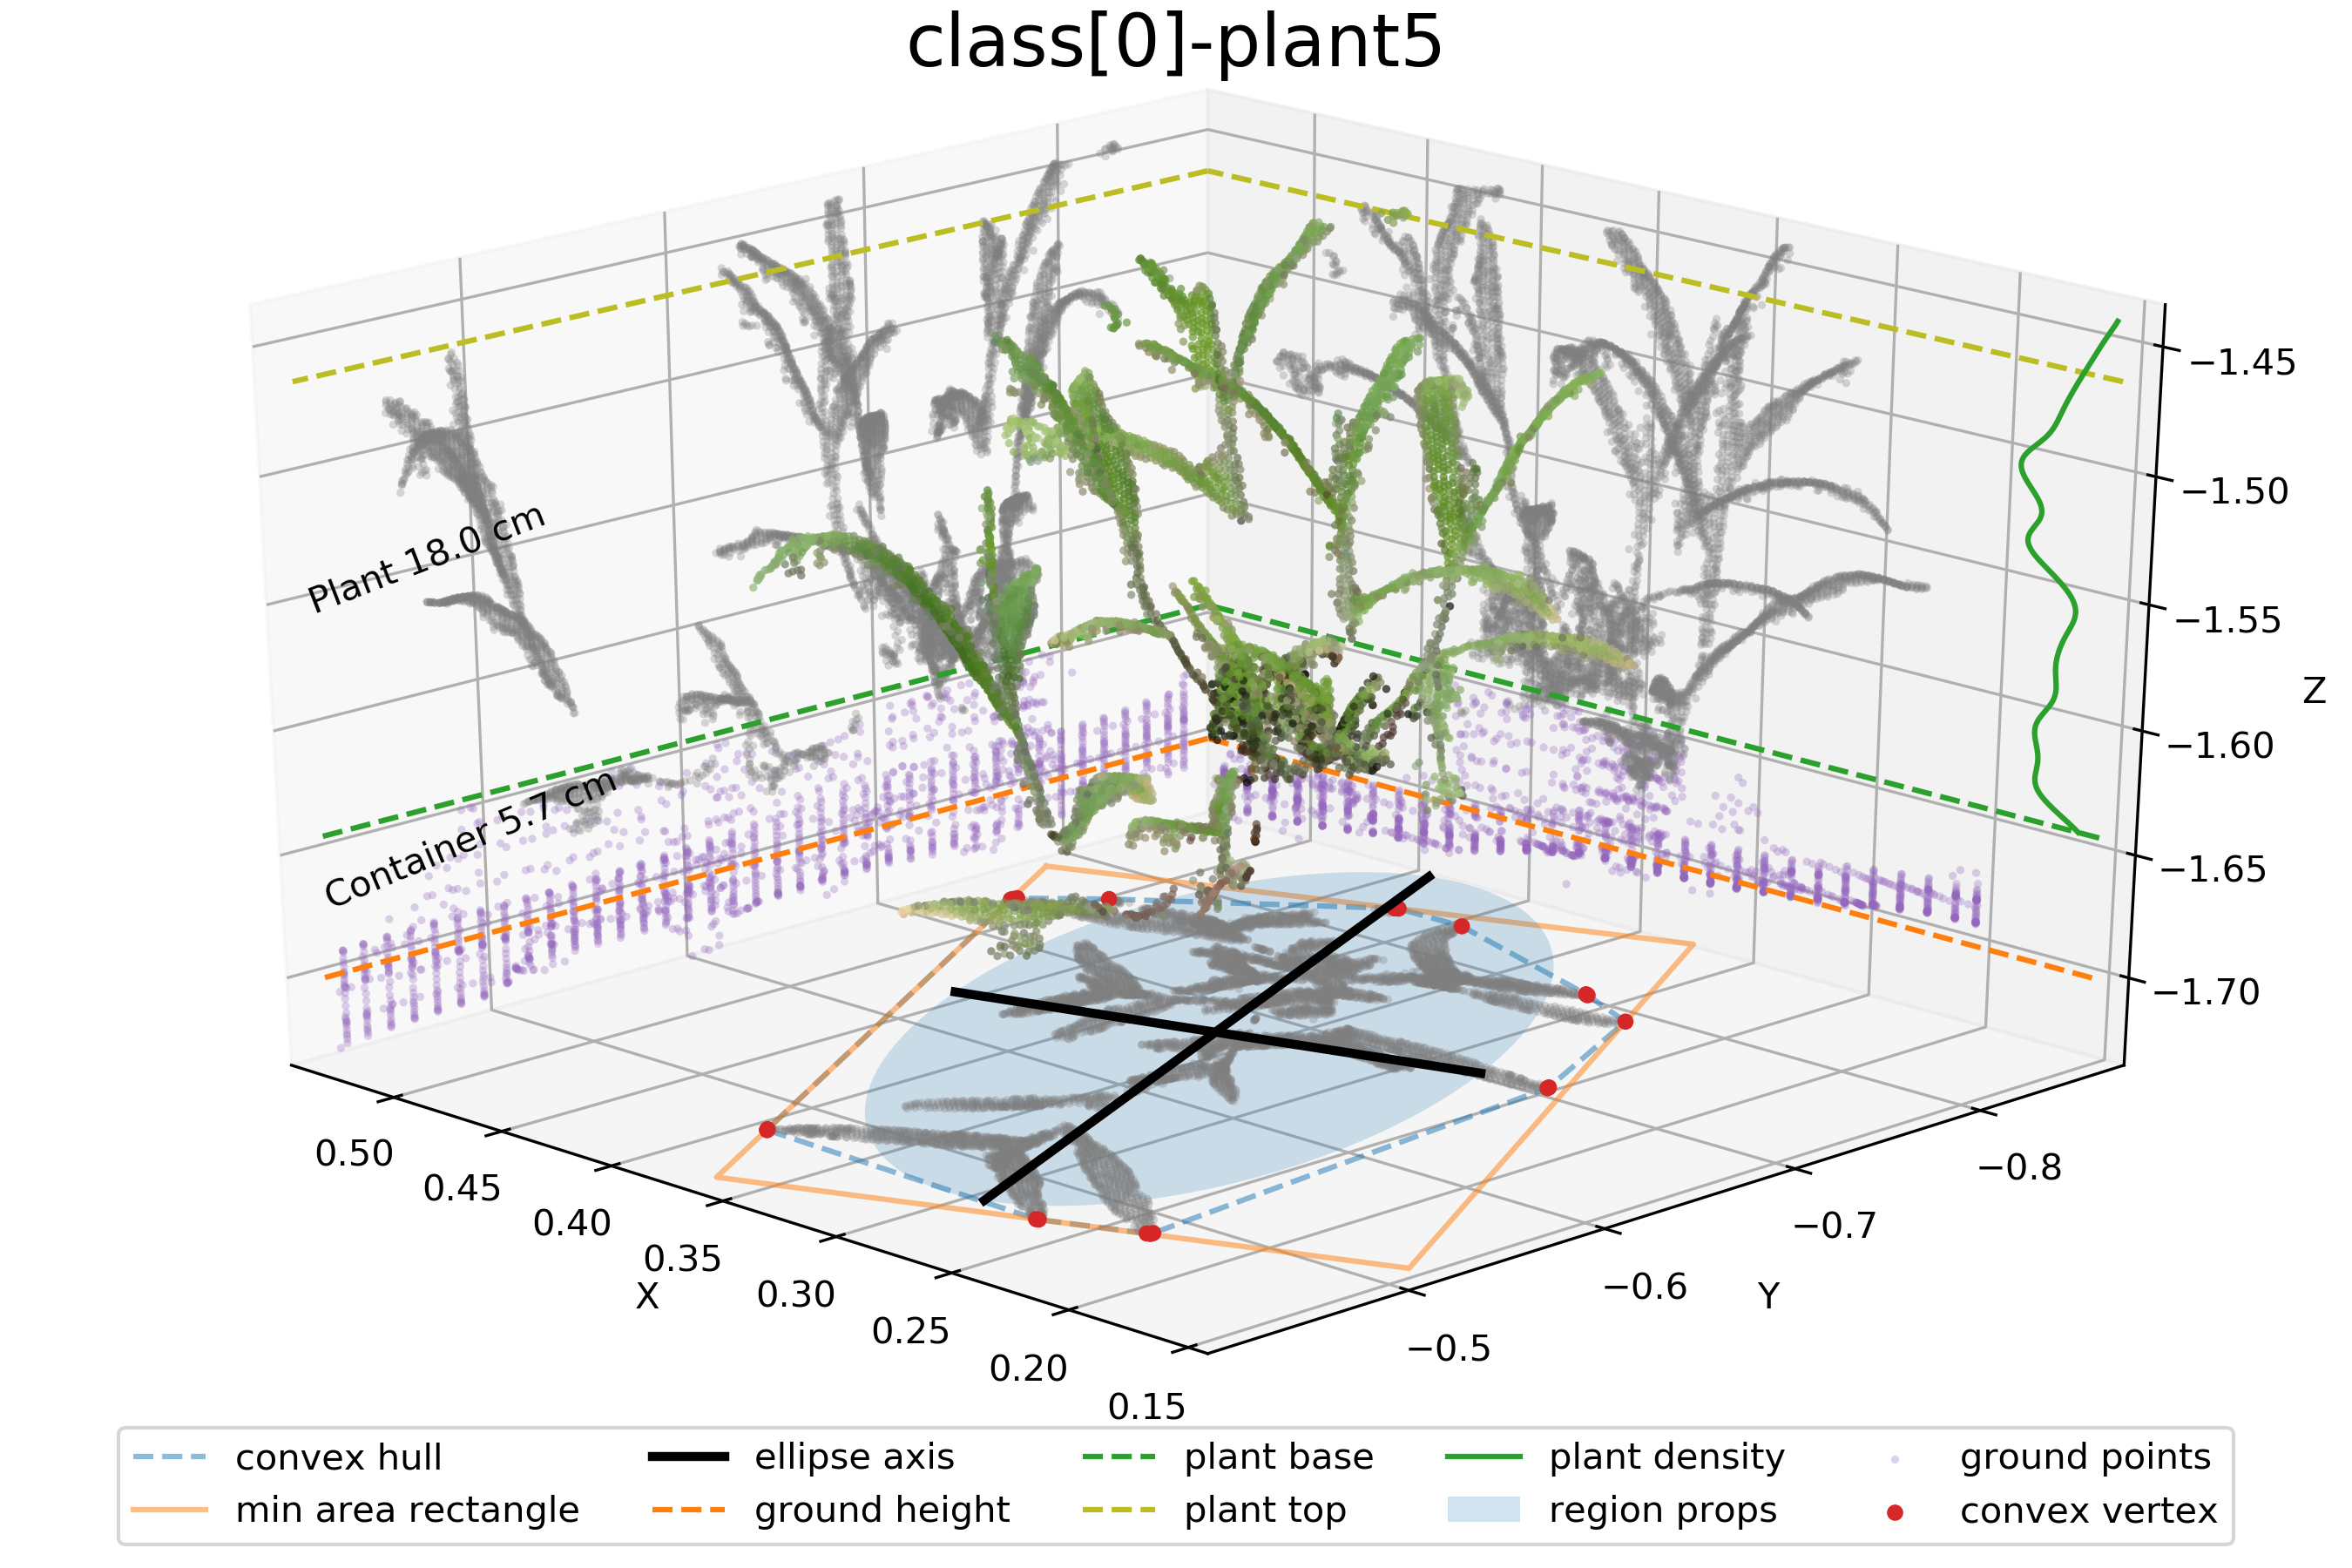 class[0]-plant5
Plant 18.0 cm
Container 5.7 cm
−1.45
−1.50
−1.55
−1.60
−1.65
−1.70
Z
0.50
0.45
0.40
0.35
0.30
0.25
0.20
0.15
X
−0.8
−0.7
−0.6
−0.5
Y
convex hull
min area rectangle
ellipse axis
ground height
plant base
plant top
plant density
region props
ground points
convex vertex